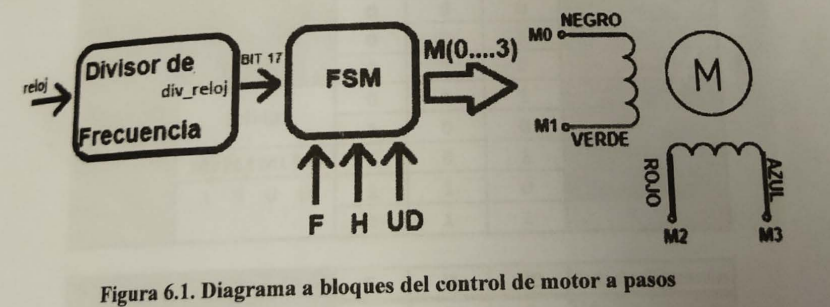 reloj
Divisor de
div_reloj
Frecuencia
BIT 17
FSM
M(0....3)
F H UD
M0
NEGRO
M1
VERDE
M
ROJO
AZUL
M2
M3
Figura 6.1. Diagrama a bloques del control de motor a pasos